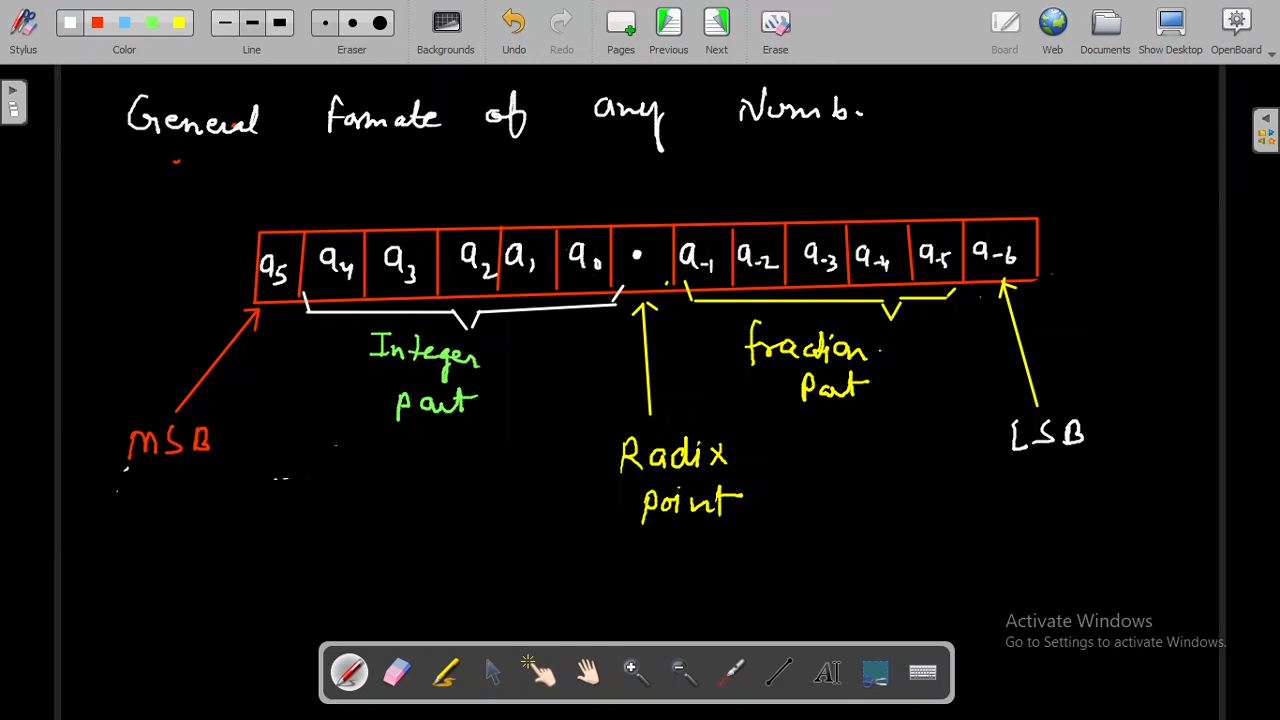 Stylus Color Line Eraser Backgrounds Undo Redo Pages Previous Next Erase Board Web Documents Show Desktop OpenBoard
General Formate of any Numb.
a5 a4 a3 a2 a1 a0 • a-1 a-2 a-3 a-4 a-5 a-6
Integer
part
fraction
Part
MSB
Radix
point
LSB
Activate Windows
Go to Settings to activate Windows.
AI